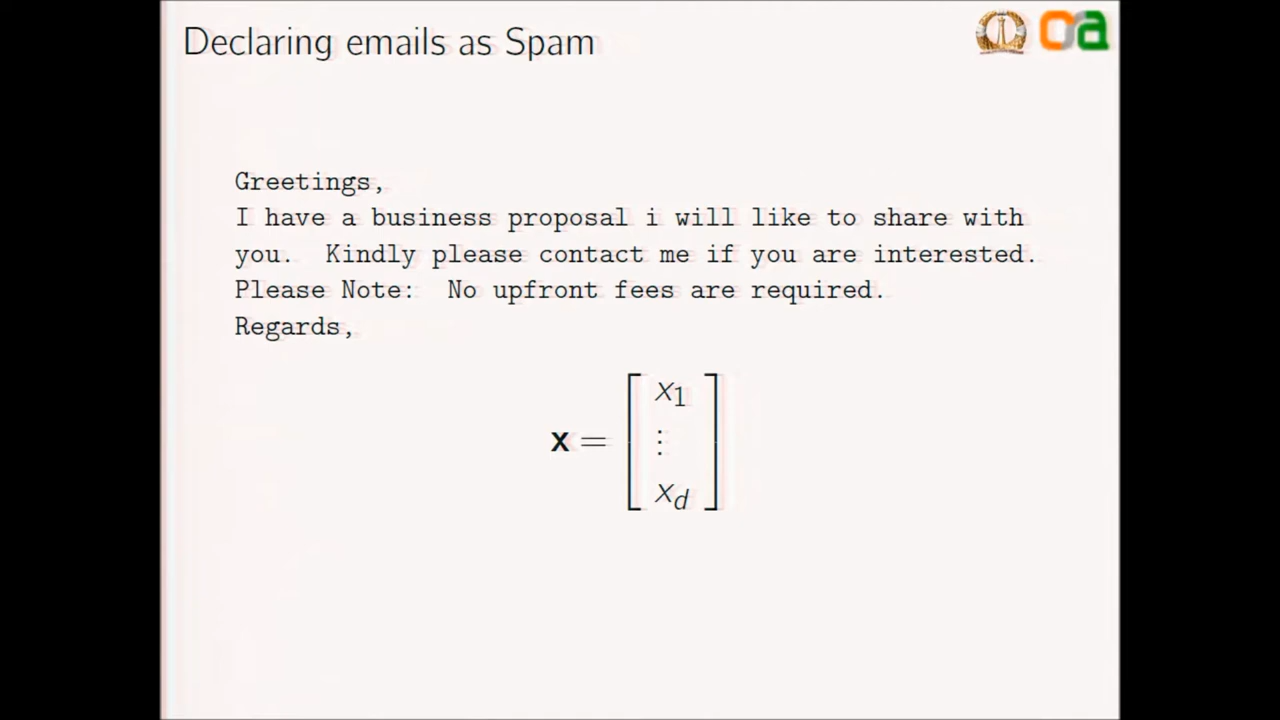 Declaring emails as Spam
oa
Greetings,
I have a business proposal i will like to share with
you. Kindly please contact me if you are interested.
Please Note: No upfront fees are required.
Regards,
x = [ x1 ⋮ xd ]